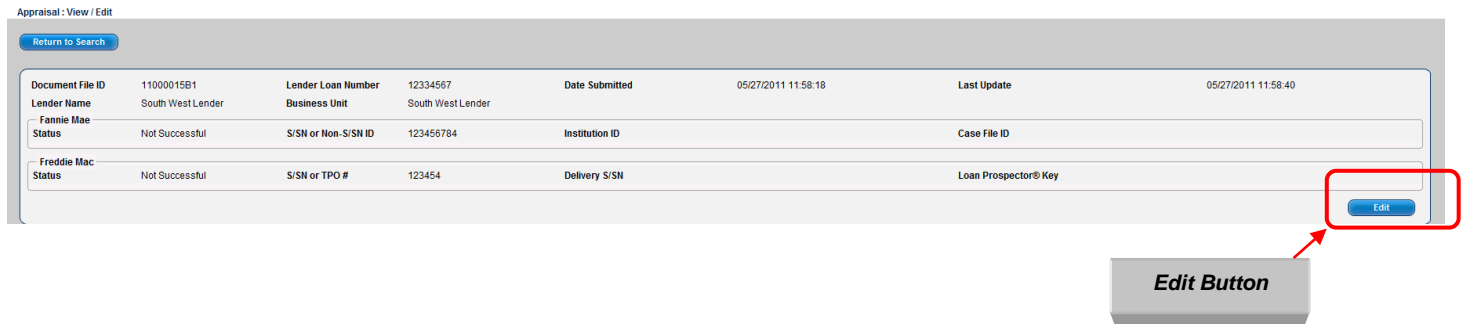 Appraisal : View / Edit
Return to Search
Document File ID 11000015B1 Lender Loan Number 12334567 Date Submitted 05/27/2011 11:58:18 Last Update 05/27/2011 11:58:40
Lender Name South West Lender Business Unit South West Lender
Fannie Mae
Status Not Successful S/SN or Non-S/SN ID 123456784 Institution ID Case File ID
Freddie Mac
Status Not Successful S/SN or TPO # 123454 Delivery S/SN Loan Prospector® Key
Edit
Edit Button